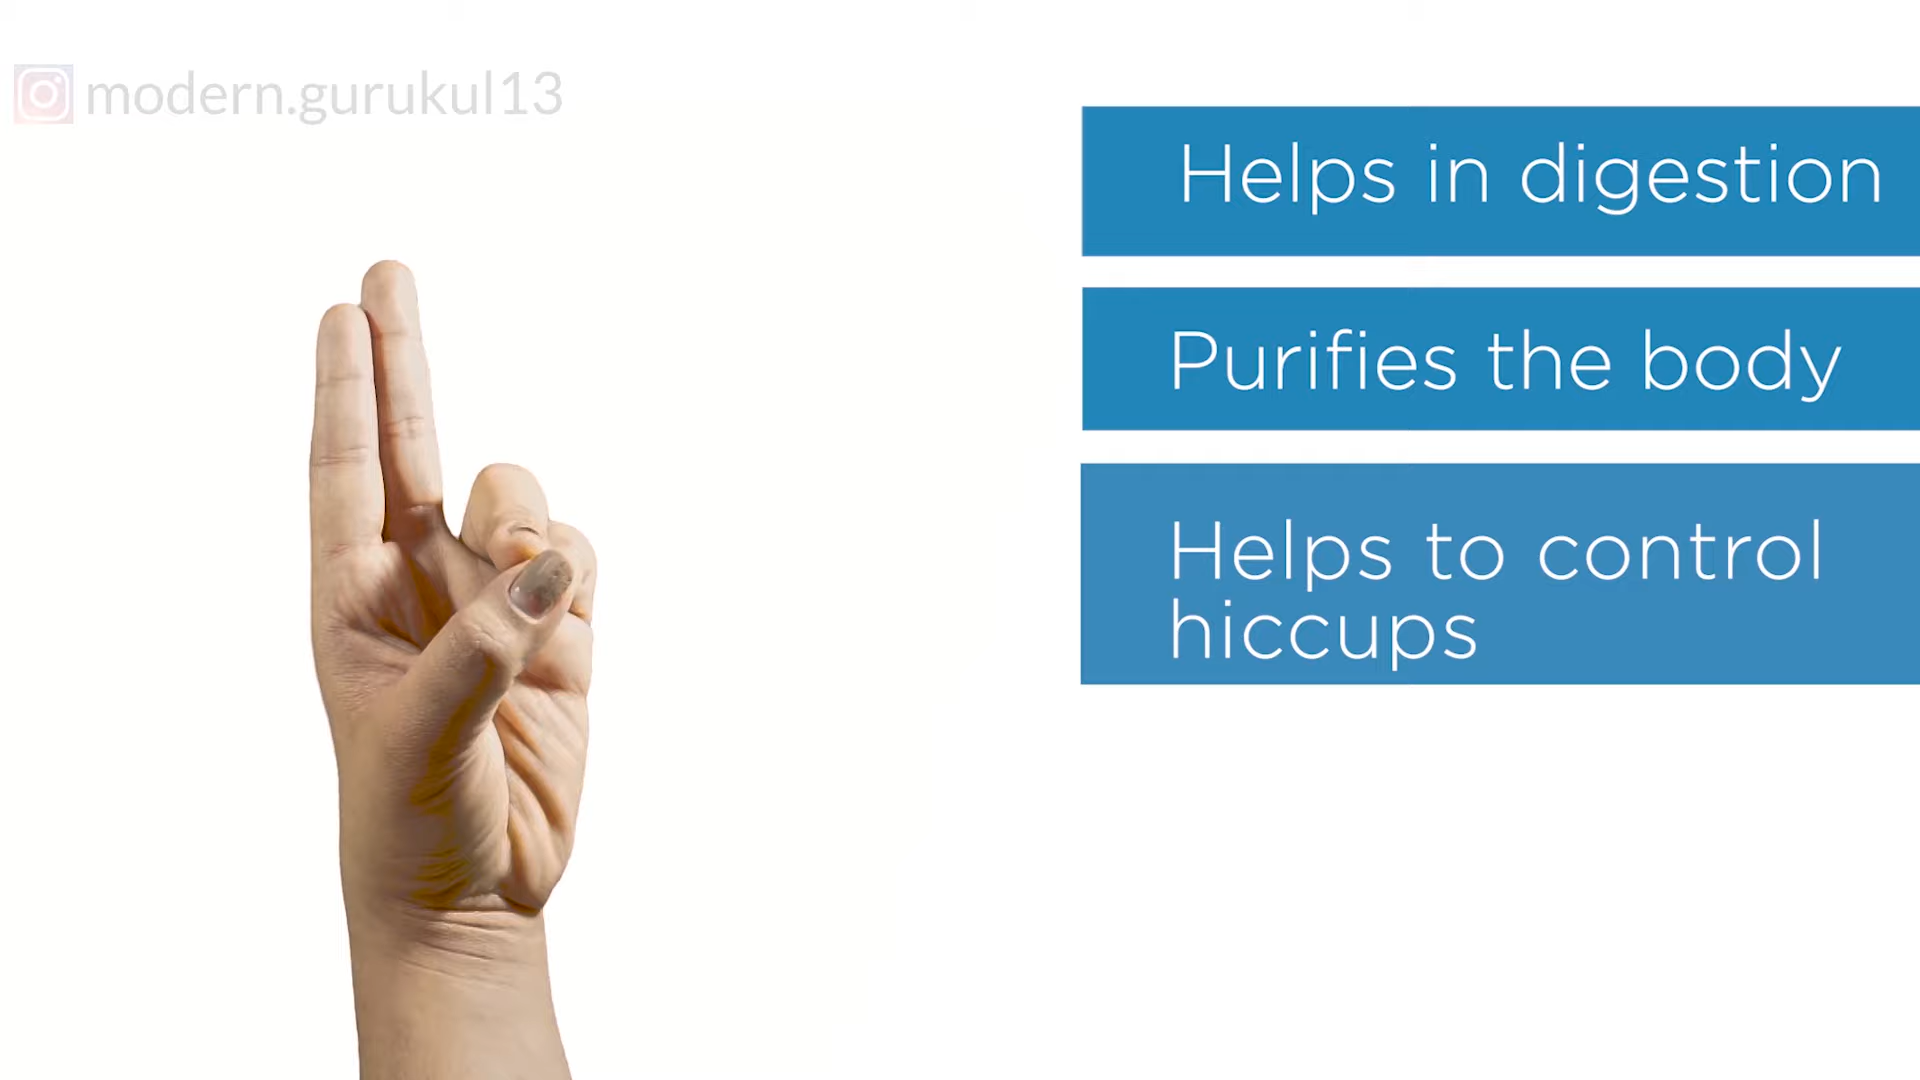 modern.gurukul13
Helps in digestion
Purifies the body
Helps to control
hiccups